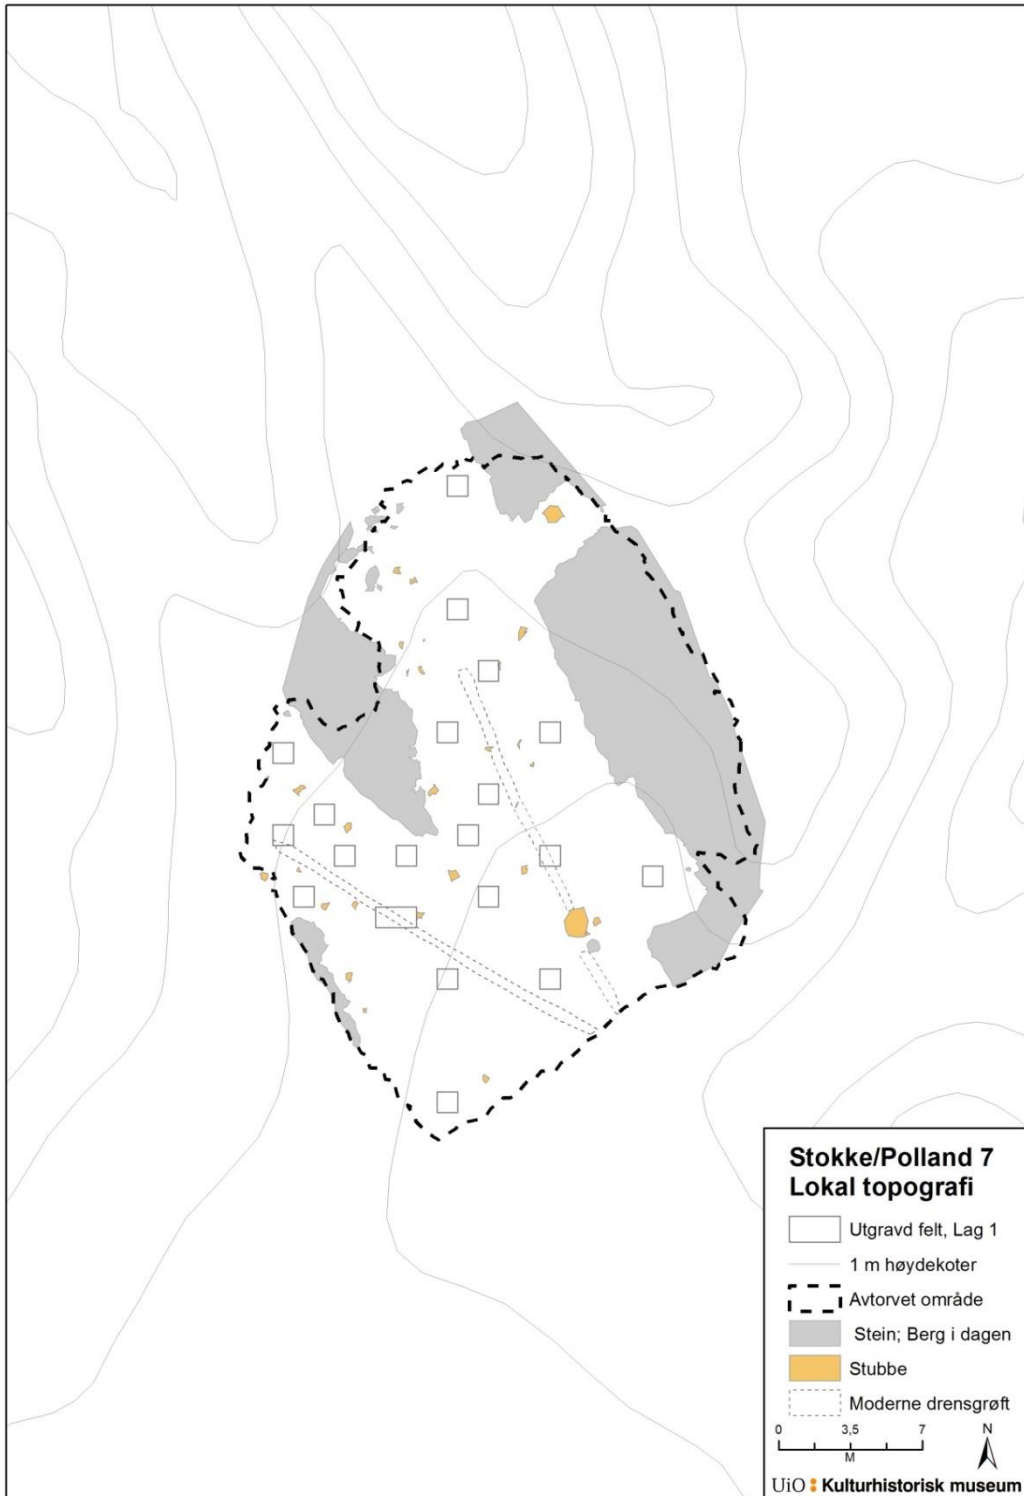 Stokke/Polland 7
Lokal topografi
Utgravd felt, Lag 1
1 m høydekoter
Avtorvet område
Stein; Berg i dagen
Stubbe
Moderne drensgrøft
0 3,5 7
M
N
UiO : Kulturhistorisk museum